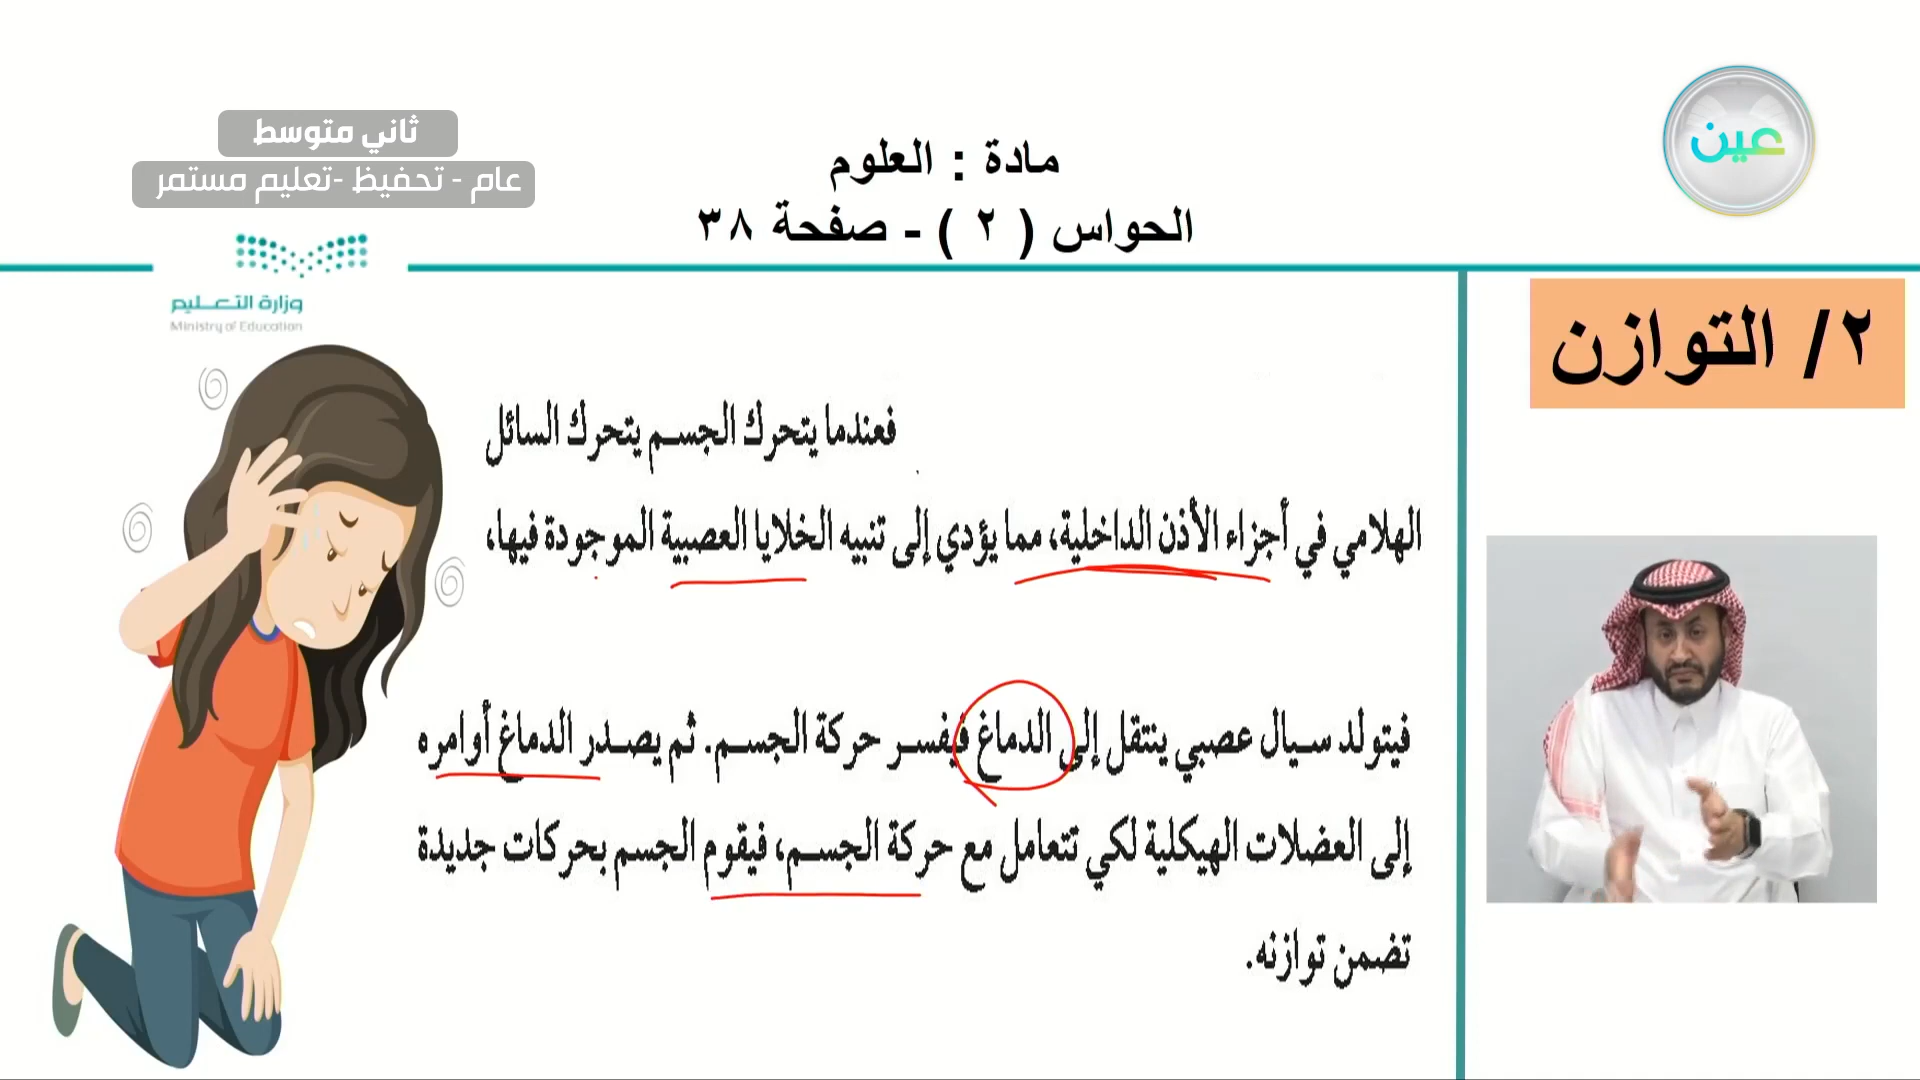 ثاني متوسط
عام - تحفيظ -تعليم مستمر
مادة : العلوم
الحواس ( ٢ ) - صفحة ٣٨
عين
وزارة التعليم
Ministry of Education
٢/ التوازن
فعندما يتحرك الجسم يتحرك السائل
الهلامي في أجزاء الأذن الداخلية، مما يؤدي إلى تنبيه الخلايا العصبية الموجودة فيها،
فيتولد سيال عصبي ينتقل إلى الدماغ فيفسر حركة الجسم. ثم يصدر الدماغ أوامره
إلى العضلات الهيكلية لكي تتعامل مع حركة الجسم، فيقوم الجسم بحركات جديدة
تضمن توازنه.